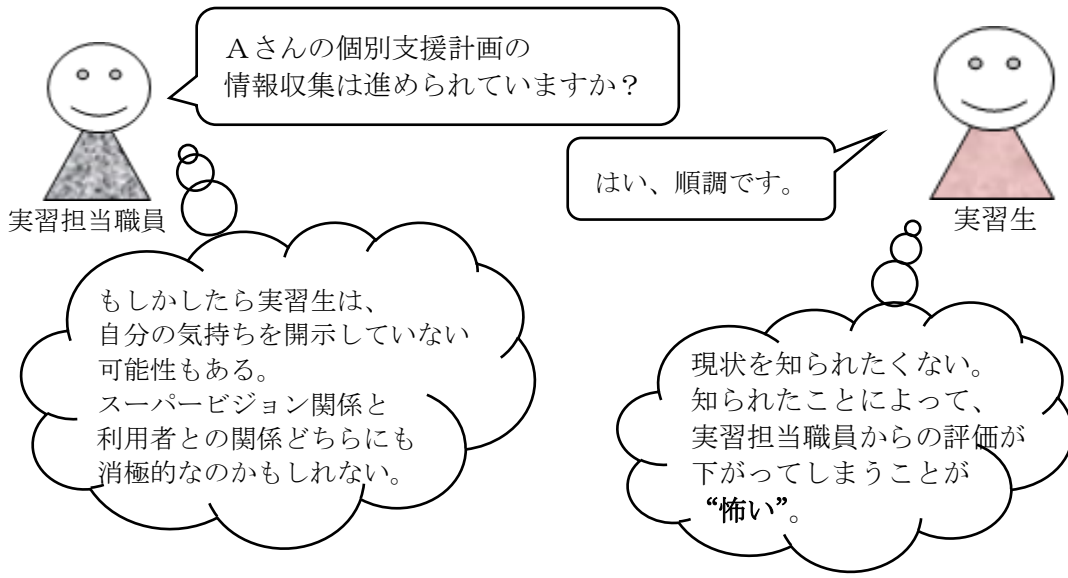 Ａさんの個別支援計画の
情報収集は進められていますか？
はい、順調です。
実習担当職員
実習生
もしかしたら実習生は、
自分の気持ちを開示していない
可能性もある。
スーパービジョン関係と
利用者との関係どちらにも
消極的なのかもしれない。
現状を知られたくない。
知られたことによって、
実習担当職員からの評価が
下がってしまうことが
“怖い”。